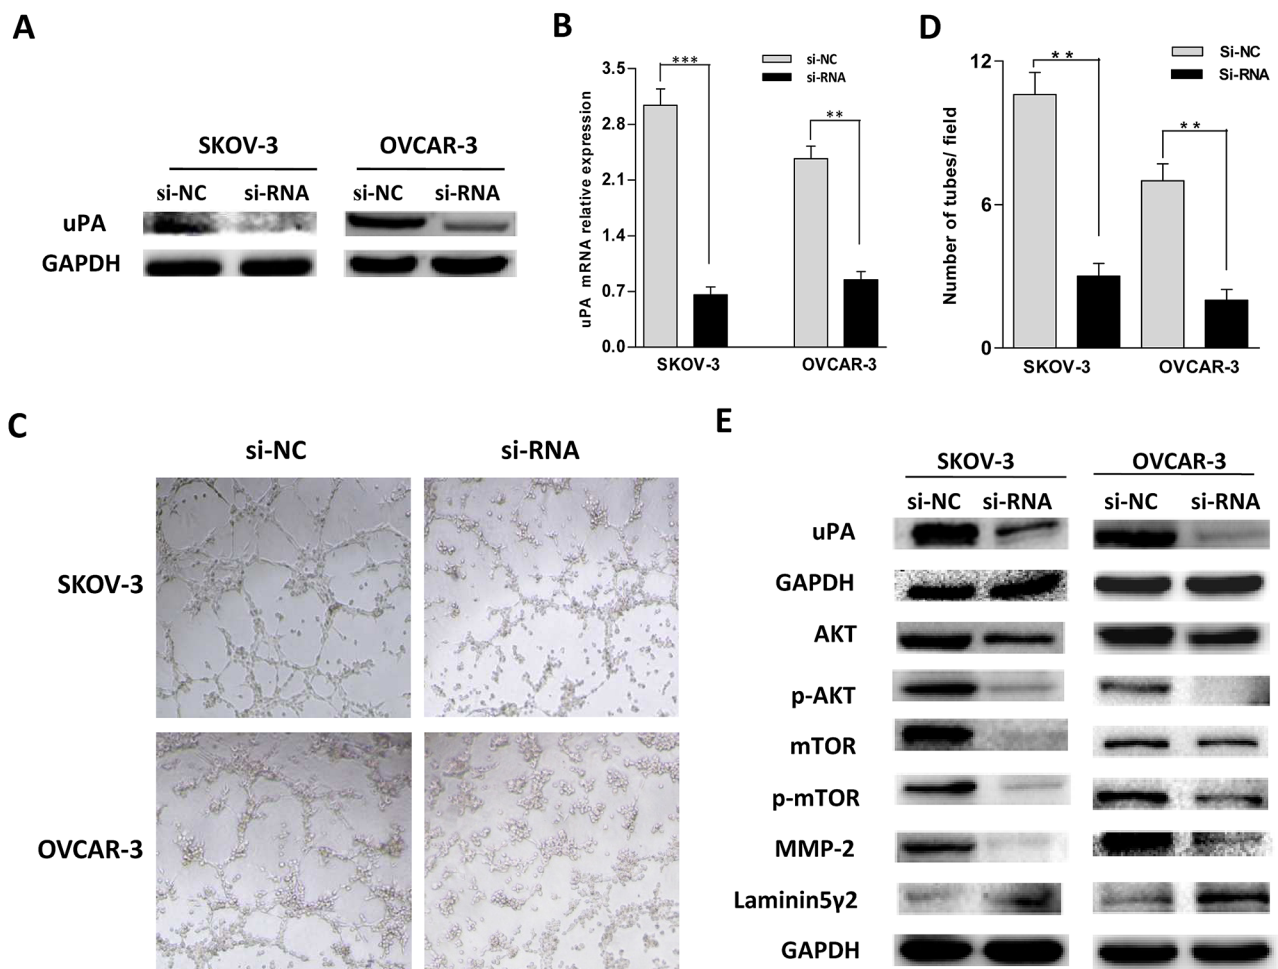 A
SKOV-3 OVCAR-3
si-NC si-RNA si-NC si-RNA
uPA
GAPDH
B
si-NC
si-RNA
uPA mRNA relative expression
3.5
2.8
2.1
1.4
0.7
0.0
***
**
SKOV-3 OVCAR-3
D
Si-NC
Si-RNA
Number of tubes/ field
12
6
0
**
**
SKOV-3 OVCAR-3
C
si-NC si-RNA
SKOV-3
OVCAR-3
E
SKOV-3 OVCAR-3
si-NC si-RNA si-NC si-RNA
uPA
GAPDH
AKT
p-AKT
mTOR
p-mTOR
MMP-2
Laminin5γ2
GAPDH